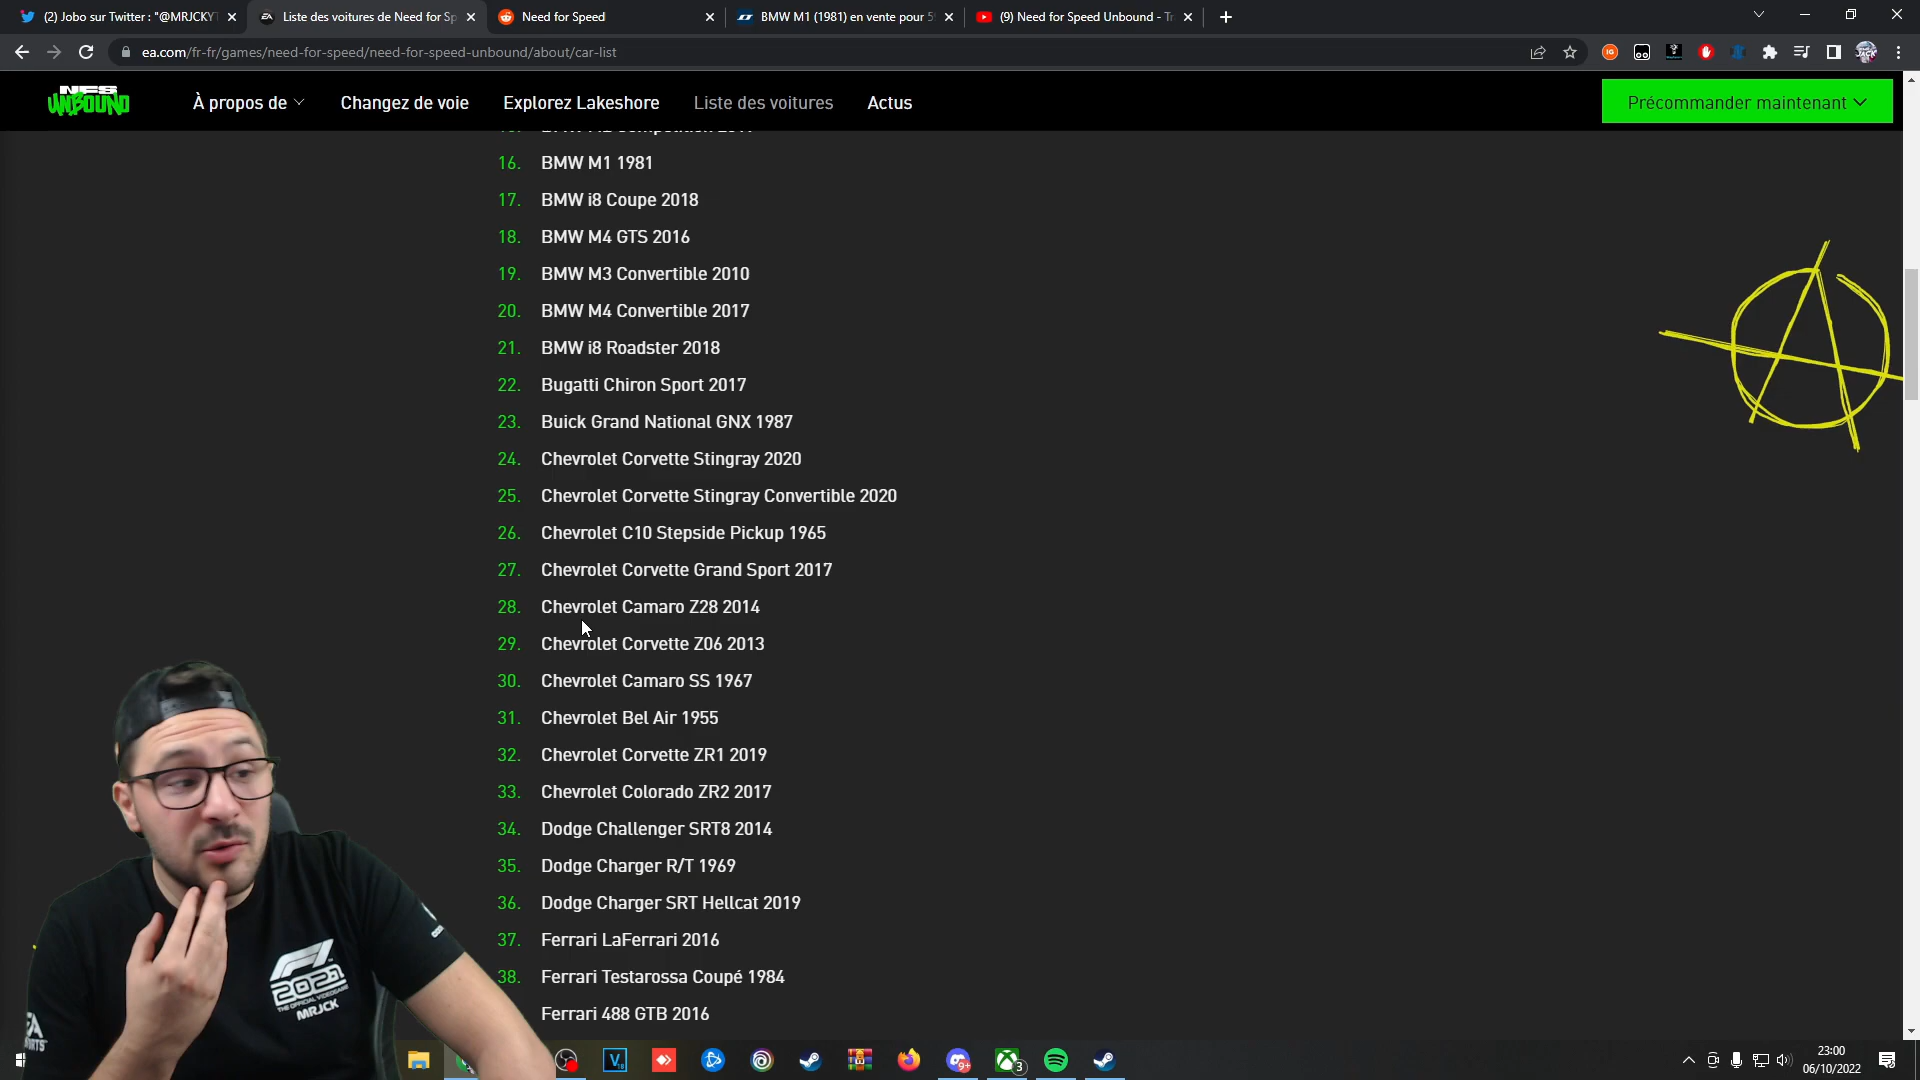 (2) Jobo sur Twitter : "@MRJCKY
Liste des voitures de Need for Sp
Need for Speed
BMW M1 (1981) en vente pour 5
(9) Need for Speed Unbound - Tr
ea.com/fr-fr/games/need-for-speed/need-for-speed-unbound/about/car-list
NFS
UNBOUND
À propos de
Changez de voie
Explorez Lakeshore
Liste des voitures
Actus
Précommander maintenant
16. BMW M1 1981
17. BMW i8 Coupe 2018
18. BMW M4 GTS 2016
19. BMW M3 Convertible 2010
20. BMW M4 Convertible 2017
21. BMW i8 Roadster 2018
22. Bugatti Chiron Sport 2017
23. Buick Grand National GNX 1987
24. Chevrolet Corvette Stingray 2020
25. Chevrolet Corvette Stingray Convertible 2020
26. Chevrolet C10 Stepside Pickup 1965
27. Chevrolet Corvette Grand Sport 2017
28. Chevrolet Camaro Z28 2014
29. Chevrolet Corvette Z06 2013
30. Chevrolet Camaro SS 1967
31. Chevrolet Bel Air 1955
32. Chevrolet Corvette ZR1 2019
33. Chevrolet Colorado ZR2 2017
34. Dodge Challenger SRT8 2014
35. Dodge Charger R/T 1969
36. Dodge Charger SRT Hellcat 2019
37. Ferrari LaFerrari 2016
38. Ferrari Testarossa Coupé 1984
Ferrari 488 GTB 2016
F1
2021
THE OFFICIAL VIDEOGAME
MRJCK
23:00
06/10/2022